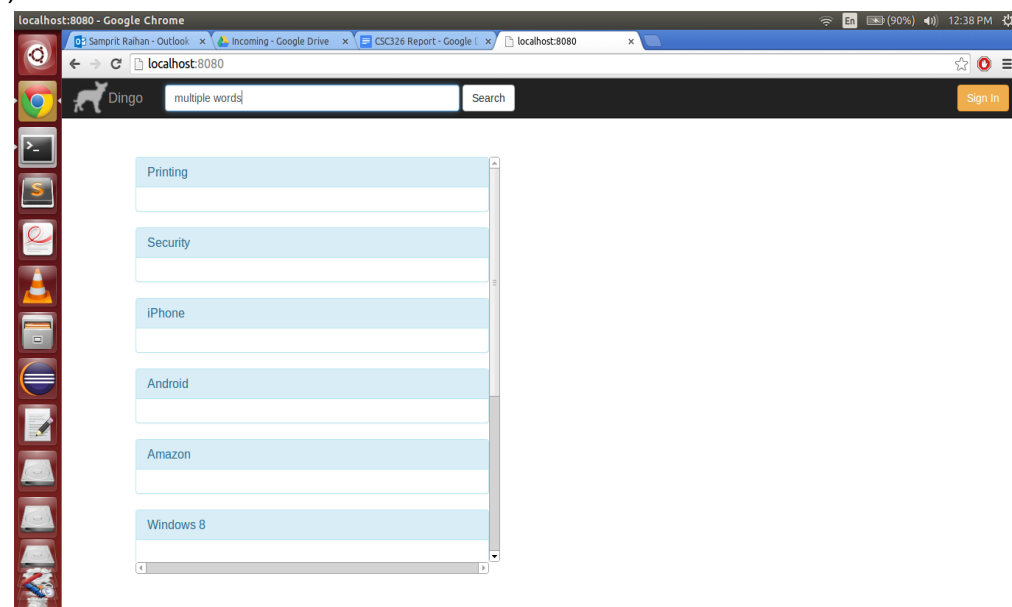 )
localhost:8080 - Google Chrome
En (90%) 12:38 PM
Samprit Raihan - Outlook × Incoming - Google Drive × CSC326 Report - Google × localhost:8080 ×
localhost:8080
Dingo multiple words Search Sign In
Printing
Security
iPhone
Android
Amazon
Windows 8